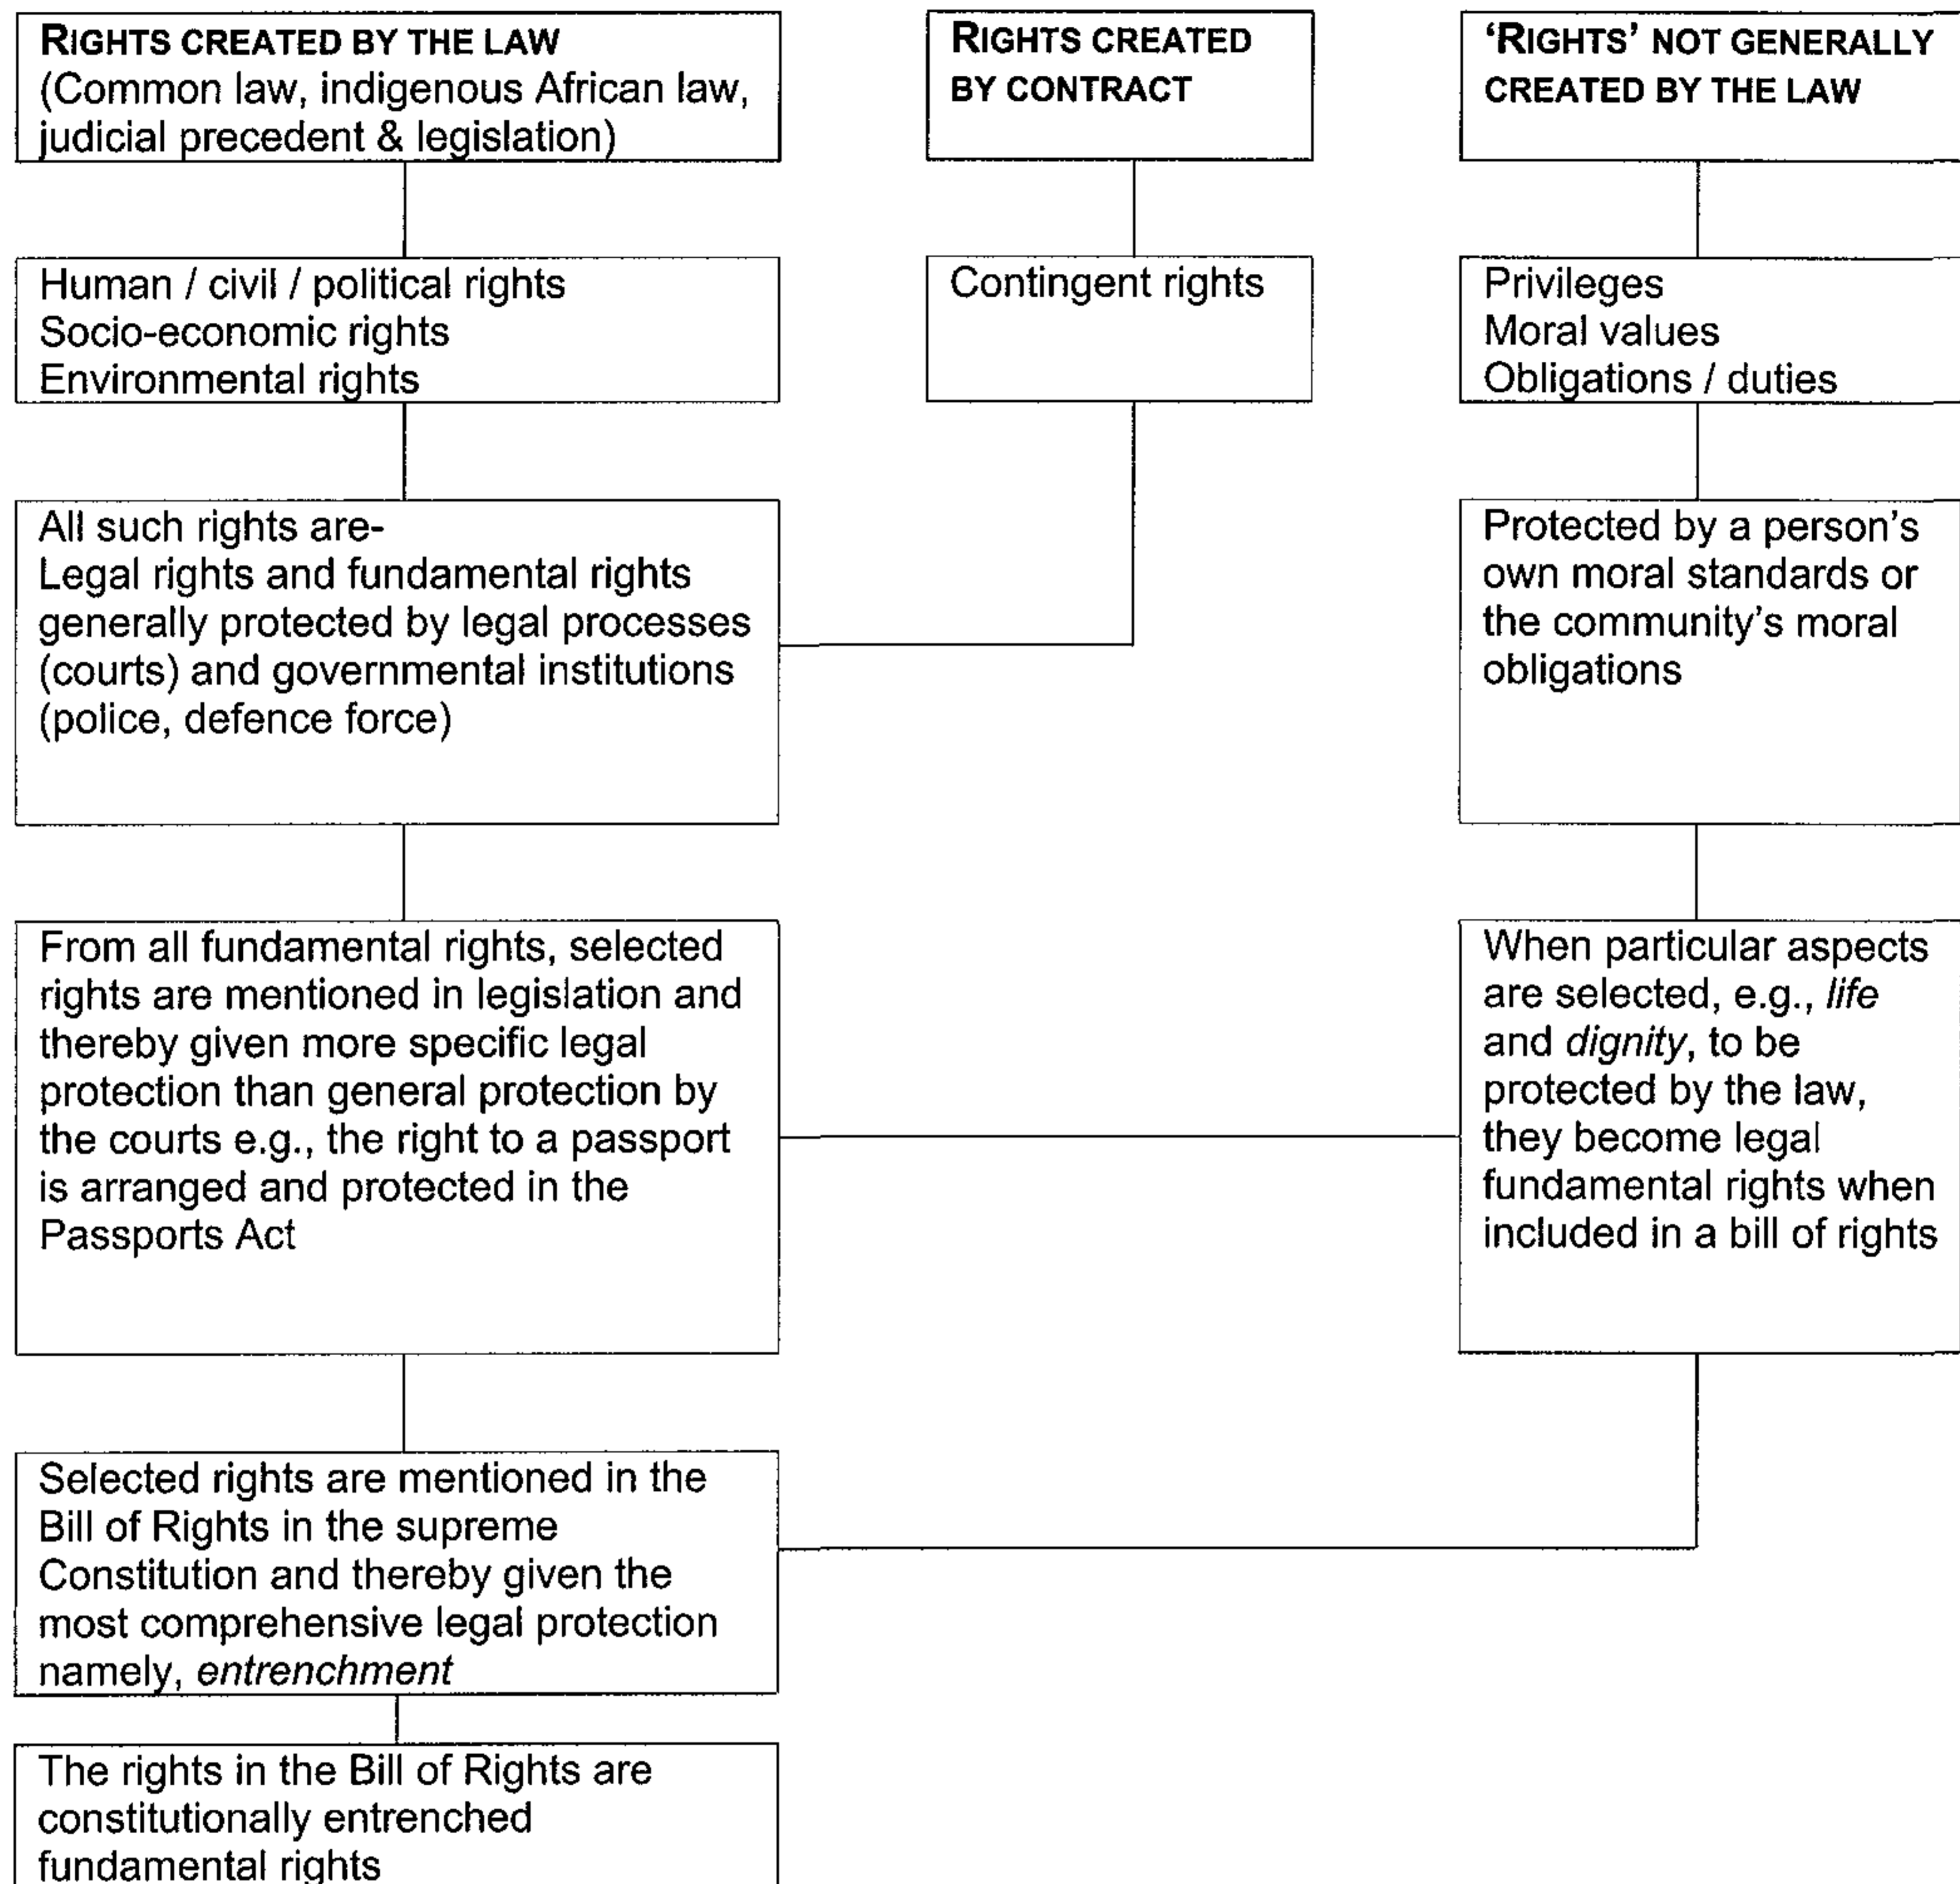 RIGHTS CREATED BY THE LAW
(Common law, indigenous African law,
judicial precedent & legislation)
RIGHTS CREATED
BY CONTRACT
‘RIGHTS’ NOT GENERALLY
CREATED BY THE LAW
Human / civil / political rights
Socio-economic rights
Environmental rights
Contingent rights
Privileges
Moral values
Obligations / duties
All such rights are-
Legal rights and fundamental rights
generally protected by legal processes
(courts) and governmental institutions
(police, defence force)
Protected by a person’s
own moral standards or
the community’s moral
obligations
From all fundamental rights, selected
rights are mentioned in legislation and
thereby given more specific legal
protection than general protection by
the courts e.g., the right to a passport
is arranged and protected in the
Passports Act
When particular aspects
are selected, e.g., life
and dignity, to be
protected by the law,
they become legal
fundamental rights when
included in a bill of rights
Selected rights are mentioned in the
Bill of Rights in the supreme
Constitution and thereby given the
most comprehensive legal protection
namely, entrenchment
The rights in the Bill of Rights are
constitutionally entrenched
fundamental rights